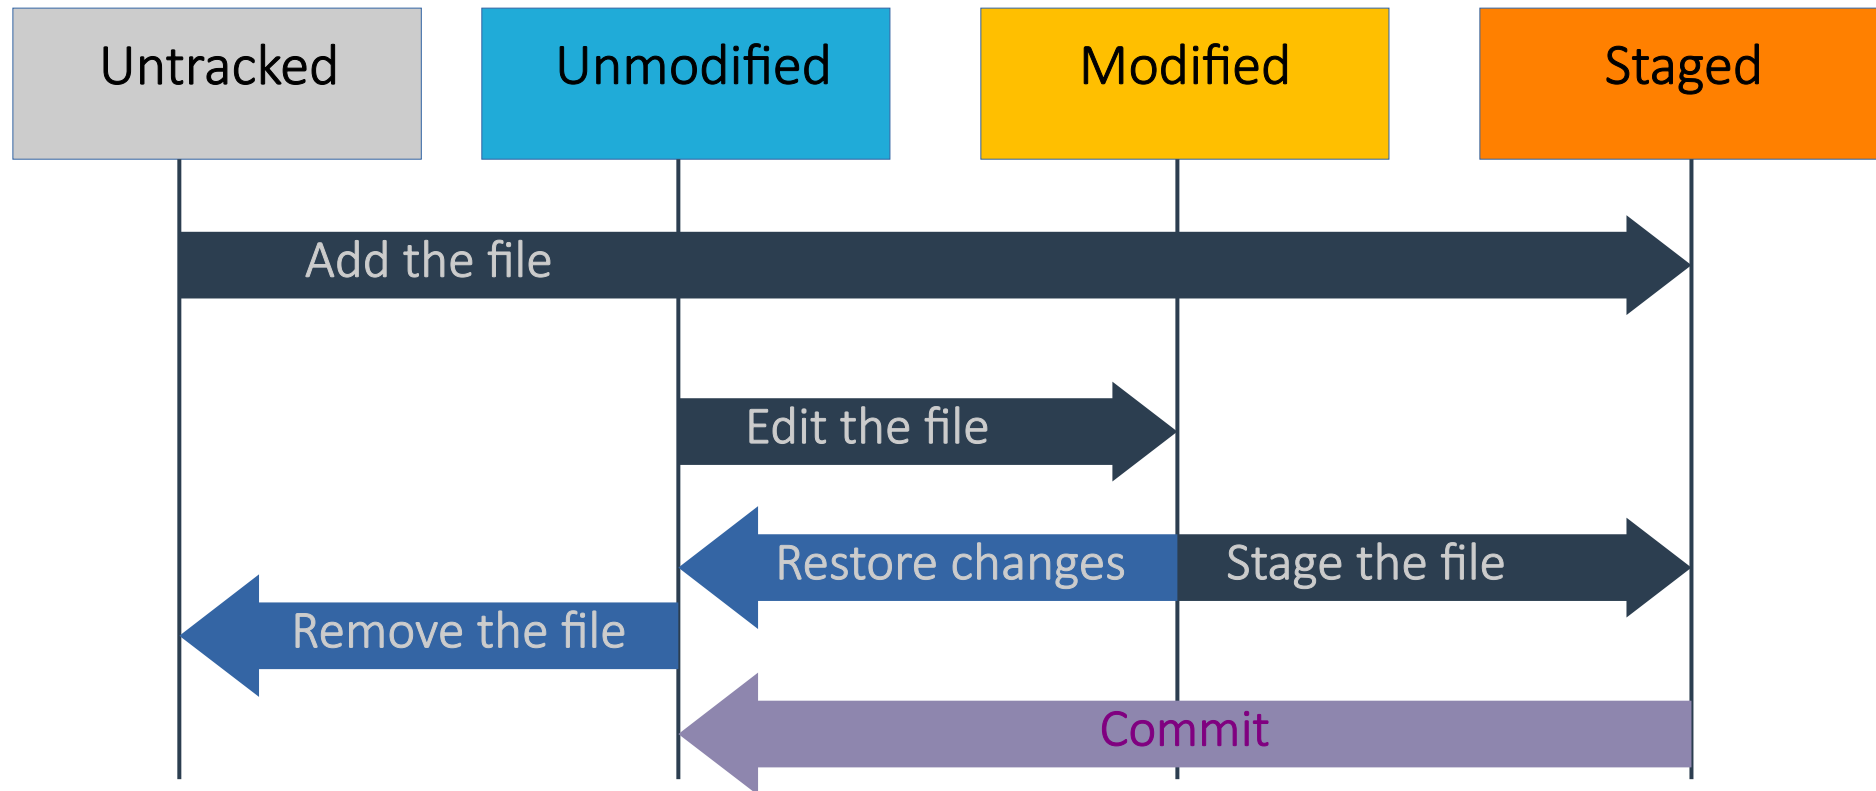 Untracked
Unmodified
Modified
Staged
Add the file
Edit the file
Restore changes
Stage the file
Remove the file
Commit